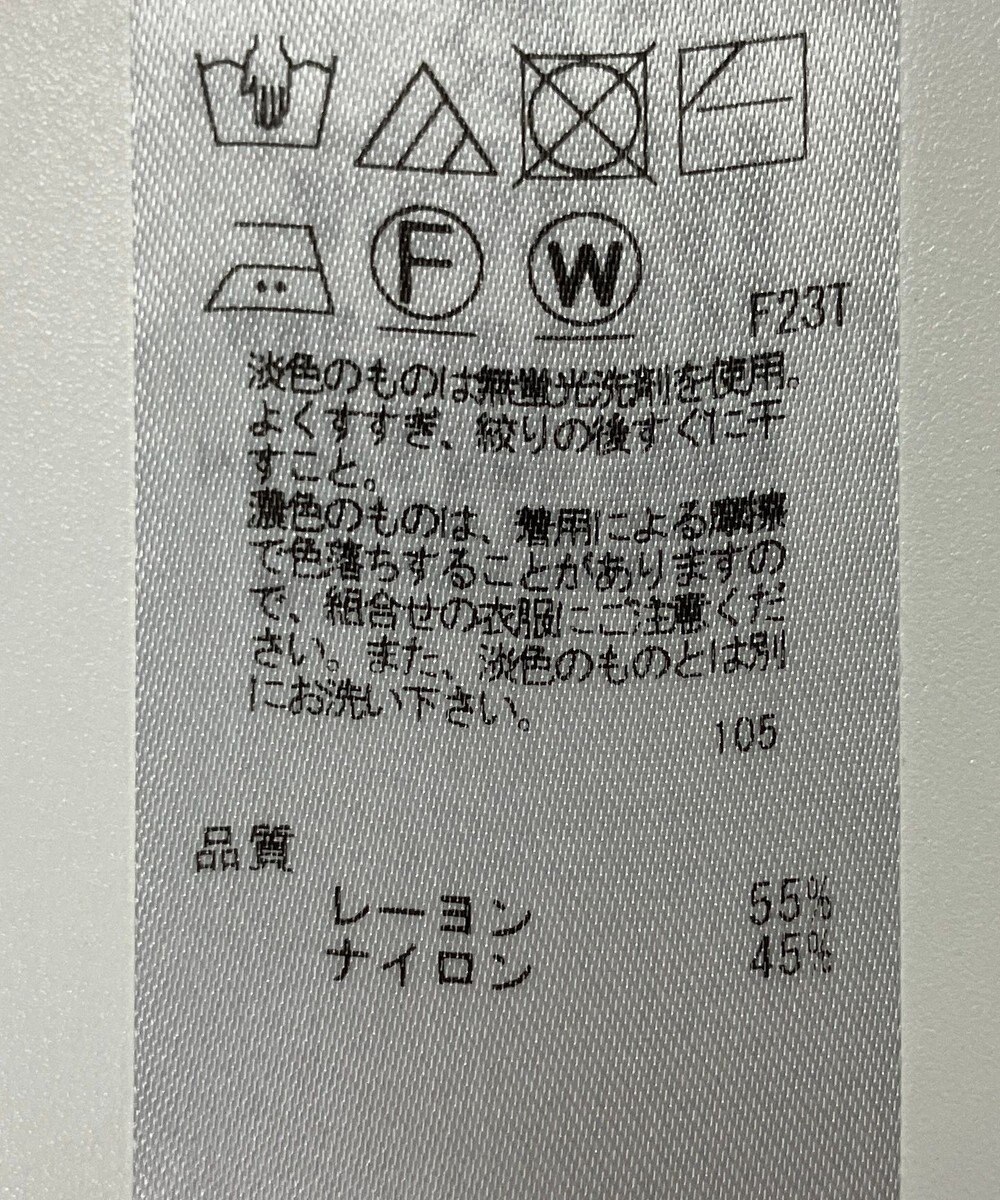 F W
F23T
淡色のものは無蛍光洗剤を使用。
よくすすぎ、絞りの後すぐに干
すこと。
濃色のものは、着用による摩擦
で色落ちすることがありますの
で、組合せの衣服にご注意くだ
さい。また、淡色のものとは別
にお洗い下さい。
105
品質
レーヨン 55%
ナイロン 45%